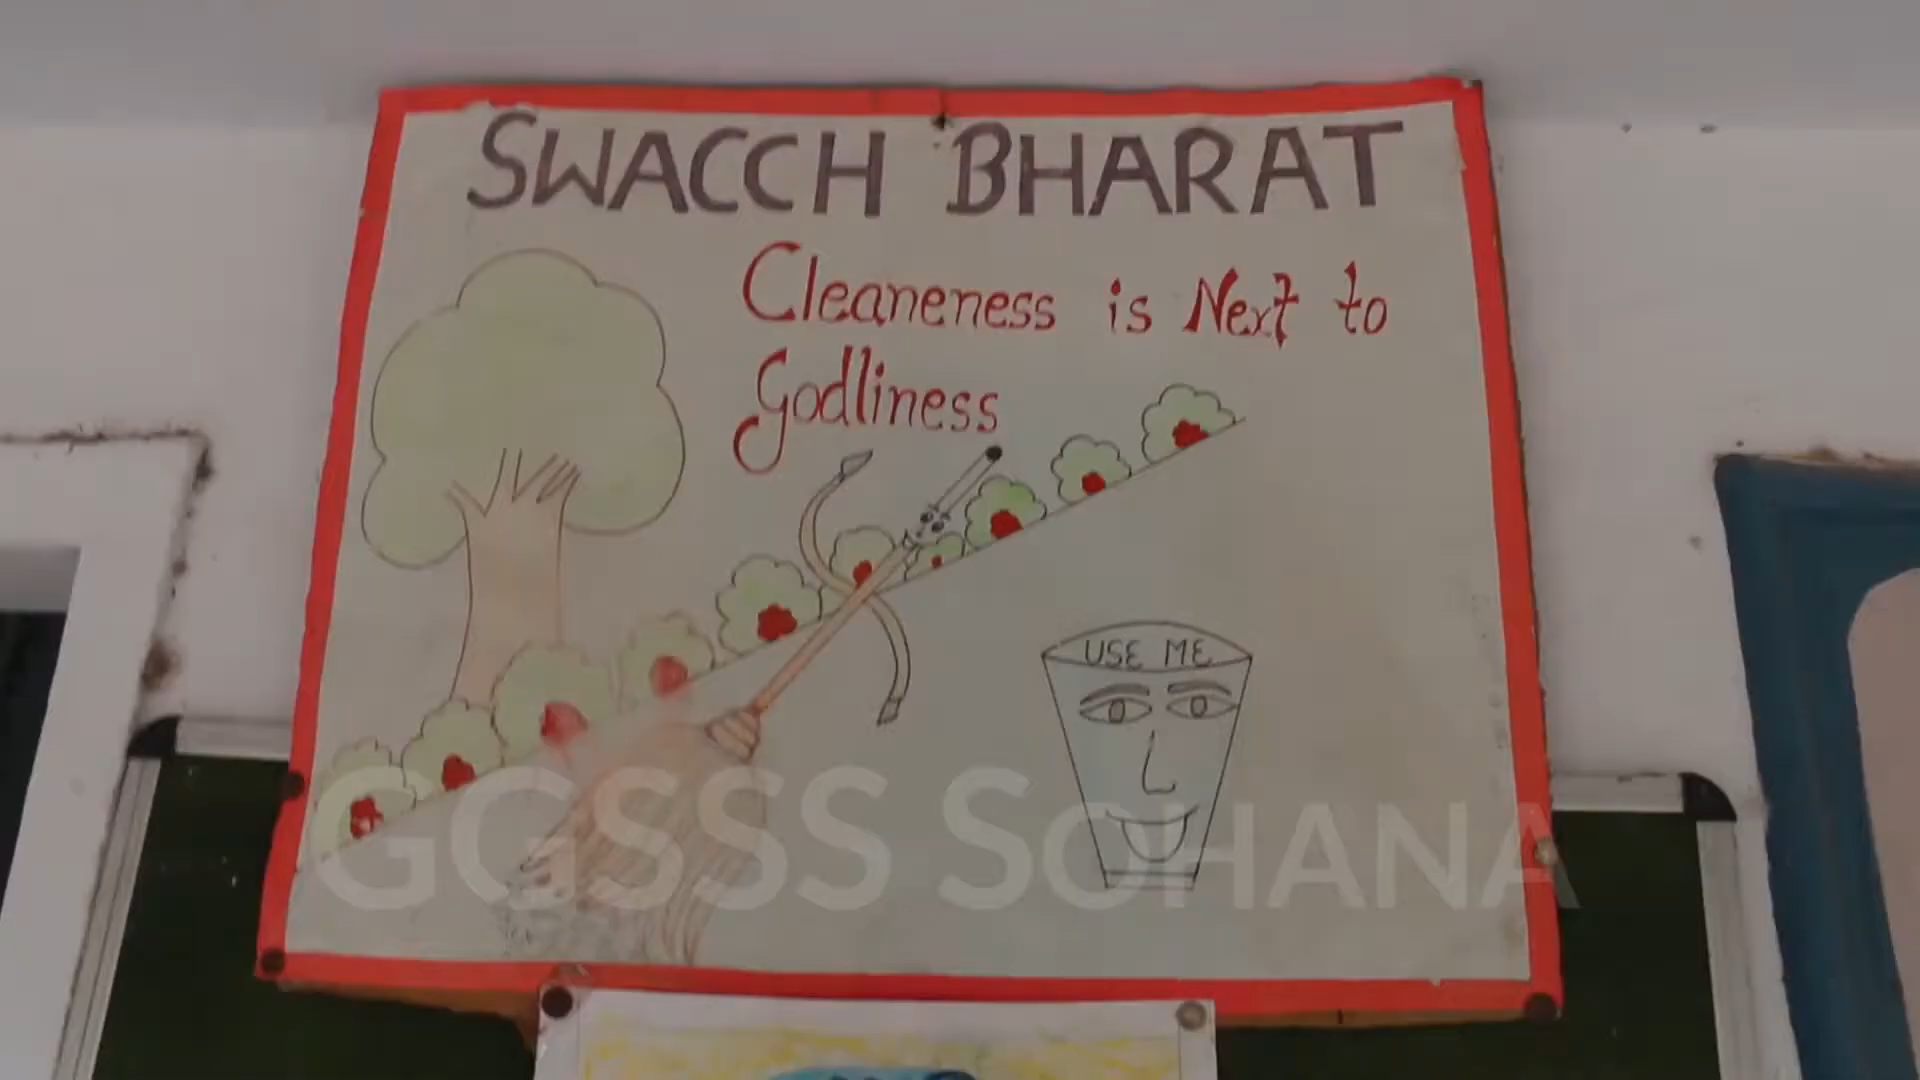 SWACCH BHARAT
Cleaneness is Next to
Godliness
USE ME
GGSSS SOHANA